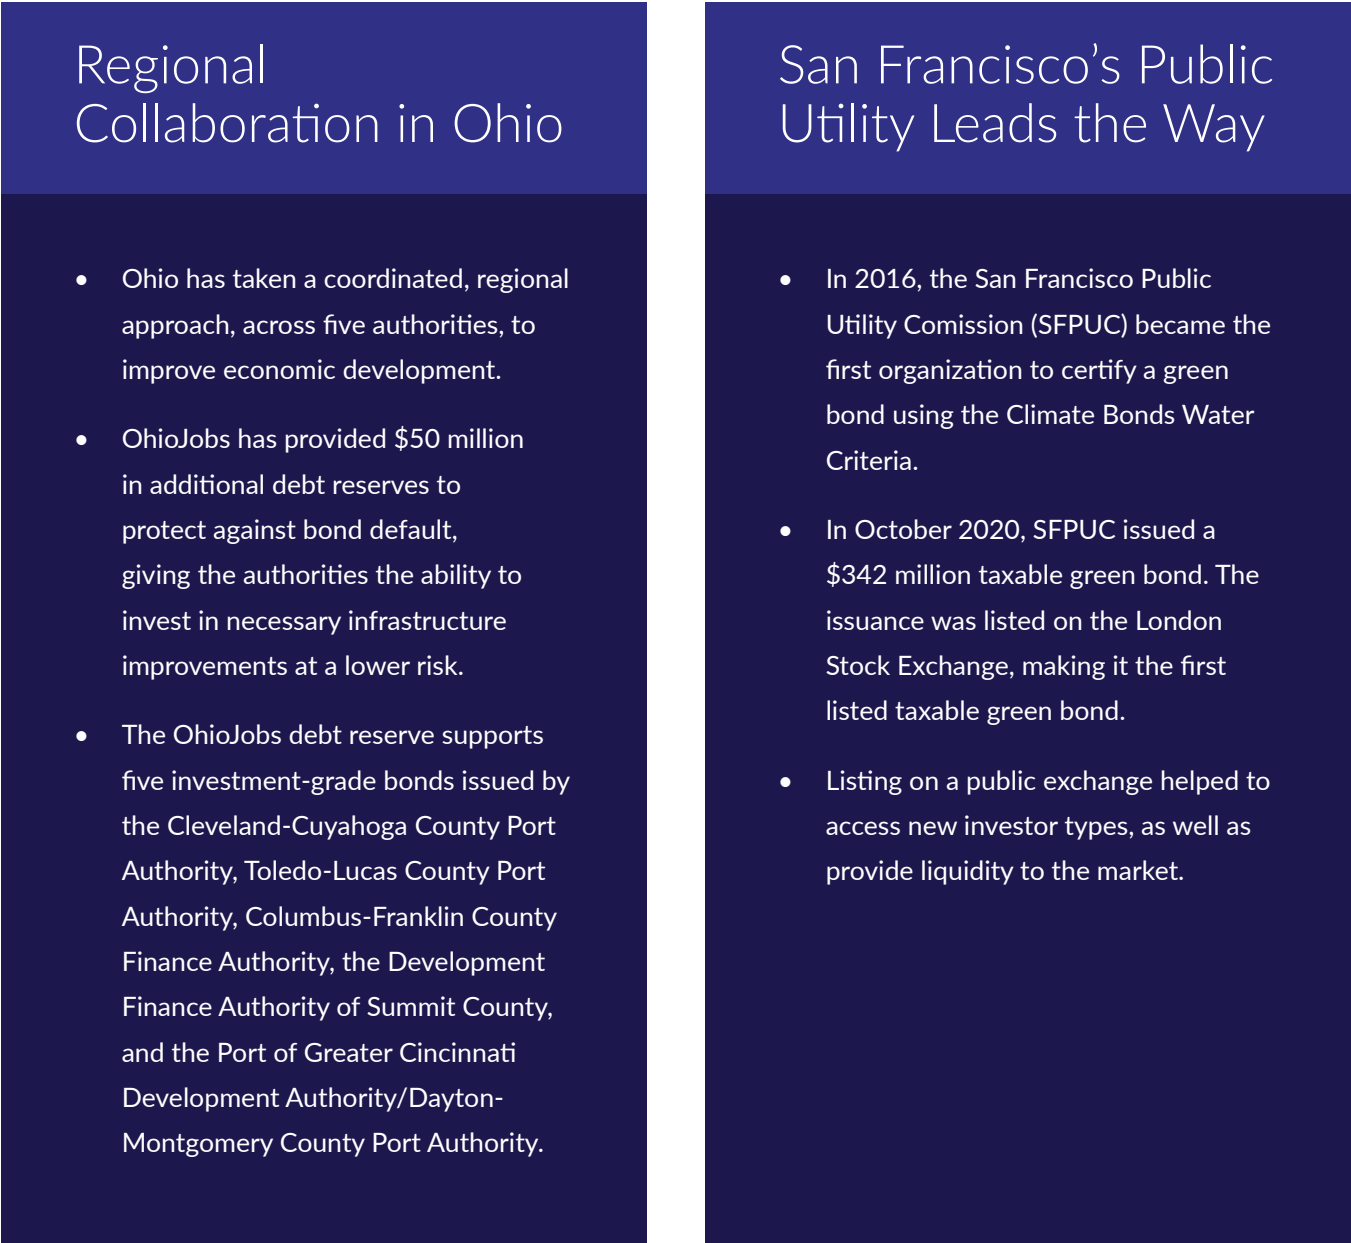 Regional
Collaboration in Ohio
• Ohio has taken a coordinated, regional
approach, across five authorities, to
improve economic development.
• OhioJobs has provided $50 million
in additional debt reserves to
protect against bond default,
giving the authorities the ability to
invest in necessary infrastructure
improvements at a lower risk.
• The OhioJobs debt reserve supports
five investment-grade bonds issued by
the Cleveland-Cuyahoga County Port
Authority, Toledo-Lucas County Port
Authority, Columbus-Franklin County
Finance Authority, the Development
Finance Authority of Summit County,
and the Port of Greater Cincinnati
Development Authority/Dayton-
Montgomery County Port Authority.
San Francisco’s Public
Utility Leads the Way
• In 2016, the San Francisco Public
Utility Comission (SFPUC) became the
first organization to certify a green
bond using the Climate Bonds Water
Criteria.
• In October 2020, SFPUC issued a
$342 million taxable green bond. The
issuance was listed on the London
Stock Exchange, making it the first
listed taxable green bond.
• Listing on a public exchange helped to
access new investor types, as well as
provide liquidity to the market.